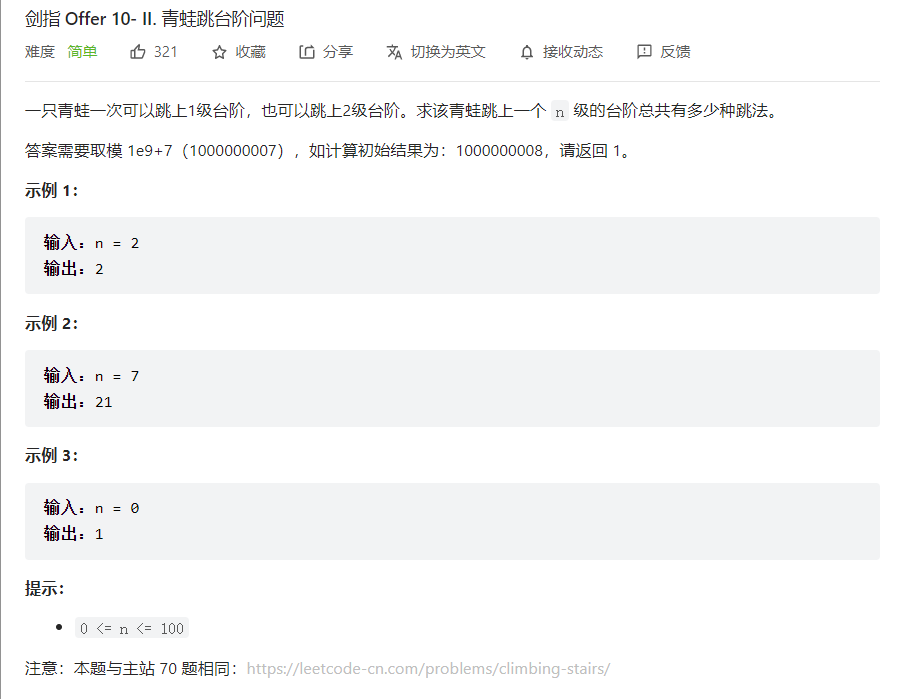 剑指 Offer 10- II. 青蛙跳台阶问题
难度 简单 321 收藏 分享 切换为英文 接收动态 反馈
一只青蛙一次可以跳上1级台阶，也可以跳上2级台阶。求该青蛙跳上一个 n 级的台阶总共有多少种跳法。
答案需要取模 1e9+7（1000000007），如计算初始结果为：1000000008，请返回 1。
示例 1：
输入：n = 2
输出：2
示例 2：
输入：n = 7
输出：21
示例 3：
输入：n = 0
输出：1
提示：
• 0 <= n <= 100
注意：本题与主站 70 题相同：https://leetcode-cn.com/problems/climbing-stairs/